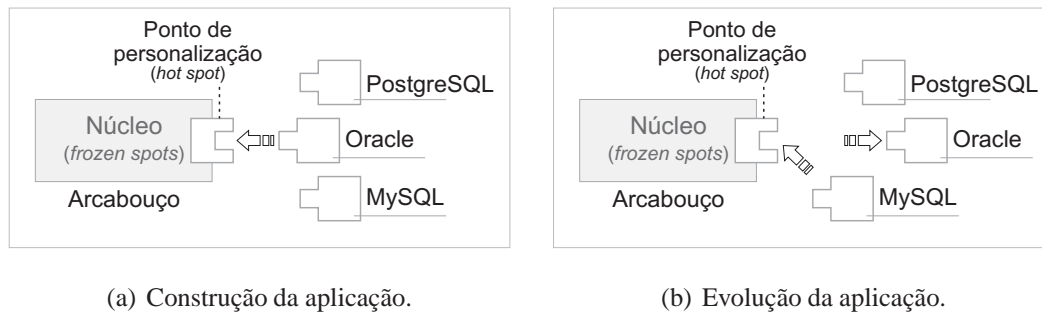 Ponto de
personalização
(hot spot)
PostgreSQL
Núcleo
(frozen spots)
Oracle
Arcabouço
MySQL
(a) Construção da aplicação.
Ponto de
personalização
(hot spot)
PostgreSQL
Núcleo
(frozen spots)
Oracle
Arcabouço
MySQL
(b) Evolução da aplicação.